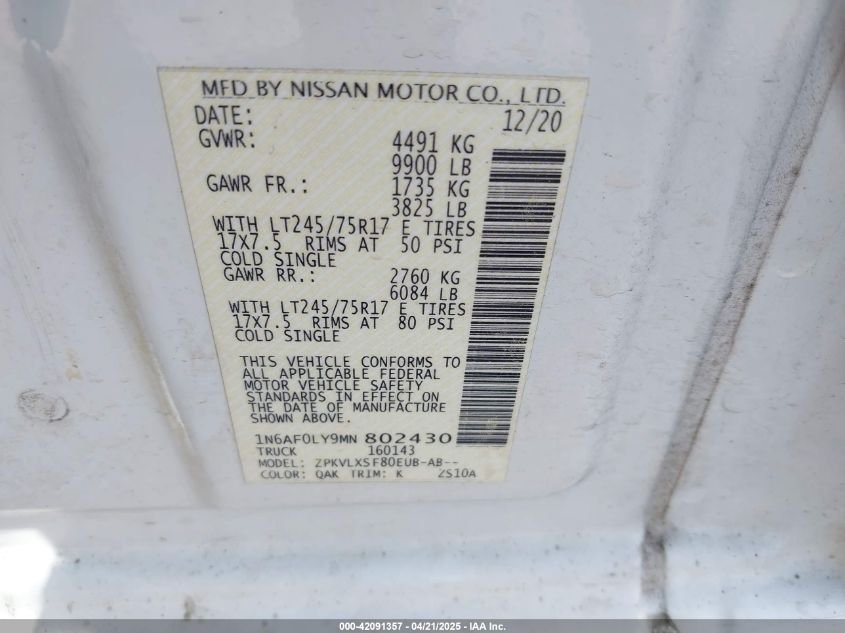 MFD BY NISSAN MOTOR CO., LTD.
DATE: 12/20
GVWR: 4491 KG
9900 LB
GAWR FR.: 1735 KG
3825 LB
WITH LT245/75R17 E TIRES
17X7.5 RIMS AT 50 PSI
COLD SINGLE
GAWR RR.: 2760 KG
6084 LB
WITH LT245/75R17 E TIRES
17X7.5 RIMS AT 80 PSI
COLD SINGLE
THIS VEHICLE CONFORMS TO
ALL APPLICABLE FEDERAL
MOTOR VEHICLE SAFETY
STANDARDS IN EFFECT ON
THE DATE OF MANUFACTURE
SHOWN ABOVE.
1N6AF0LY9MN 802430
TRUCK 160143
MODEL: ZPKVLXSF80EUB-AB--
COLOR: QAK TRIM: K ZS10A
000-42091357 - 04/21/2025 - IAA Inc.